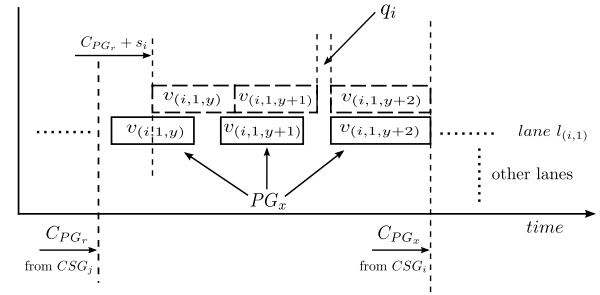 q_i
C_{PG_r} + s_i
v_{(i,1,y)} v_{(i,1,y+1)} v_{(i,1,y+2)}
v_{(i,1,y)} v_{(i,1,y+1)} v_{(i,1,y+2)} lane l_{(i,1)}
other lanes
PG_x
time
C_{PG_r} C_{PG_x}
from CSG_j from CSG_i